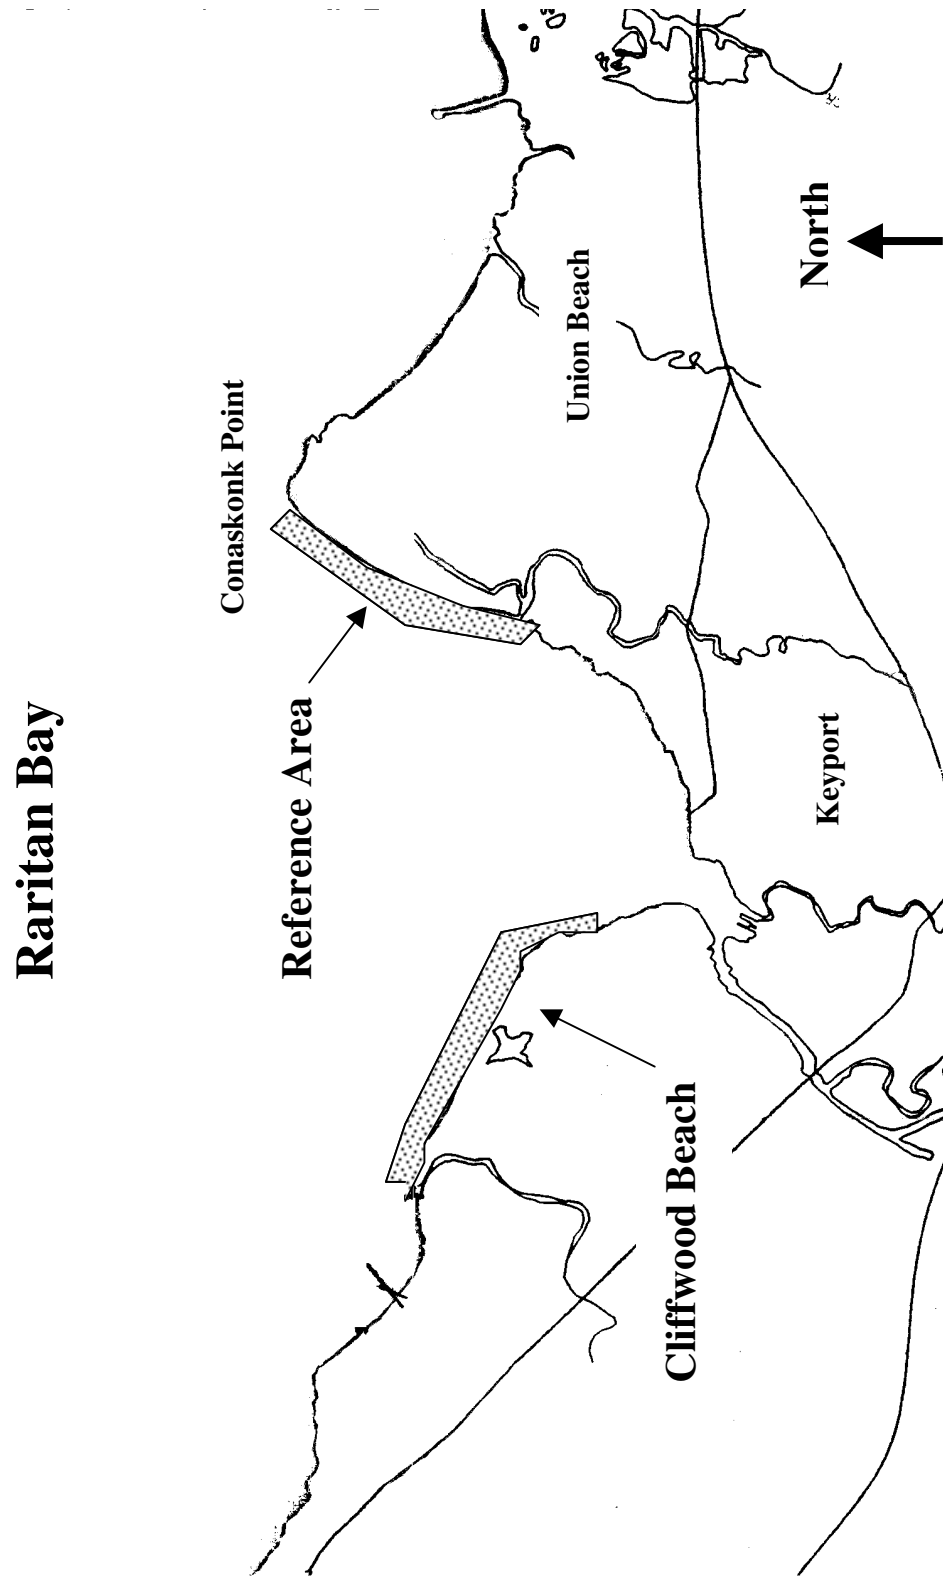 Raritan Bay
Conaskonk Point
Reference Area
Union Beach
North
Keyport
Cliffwood Beach